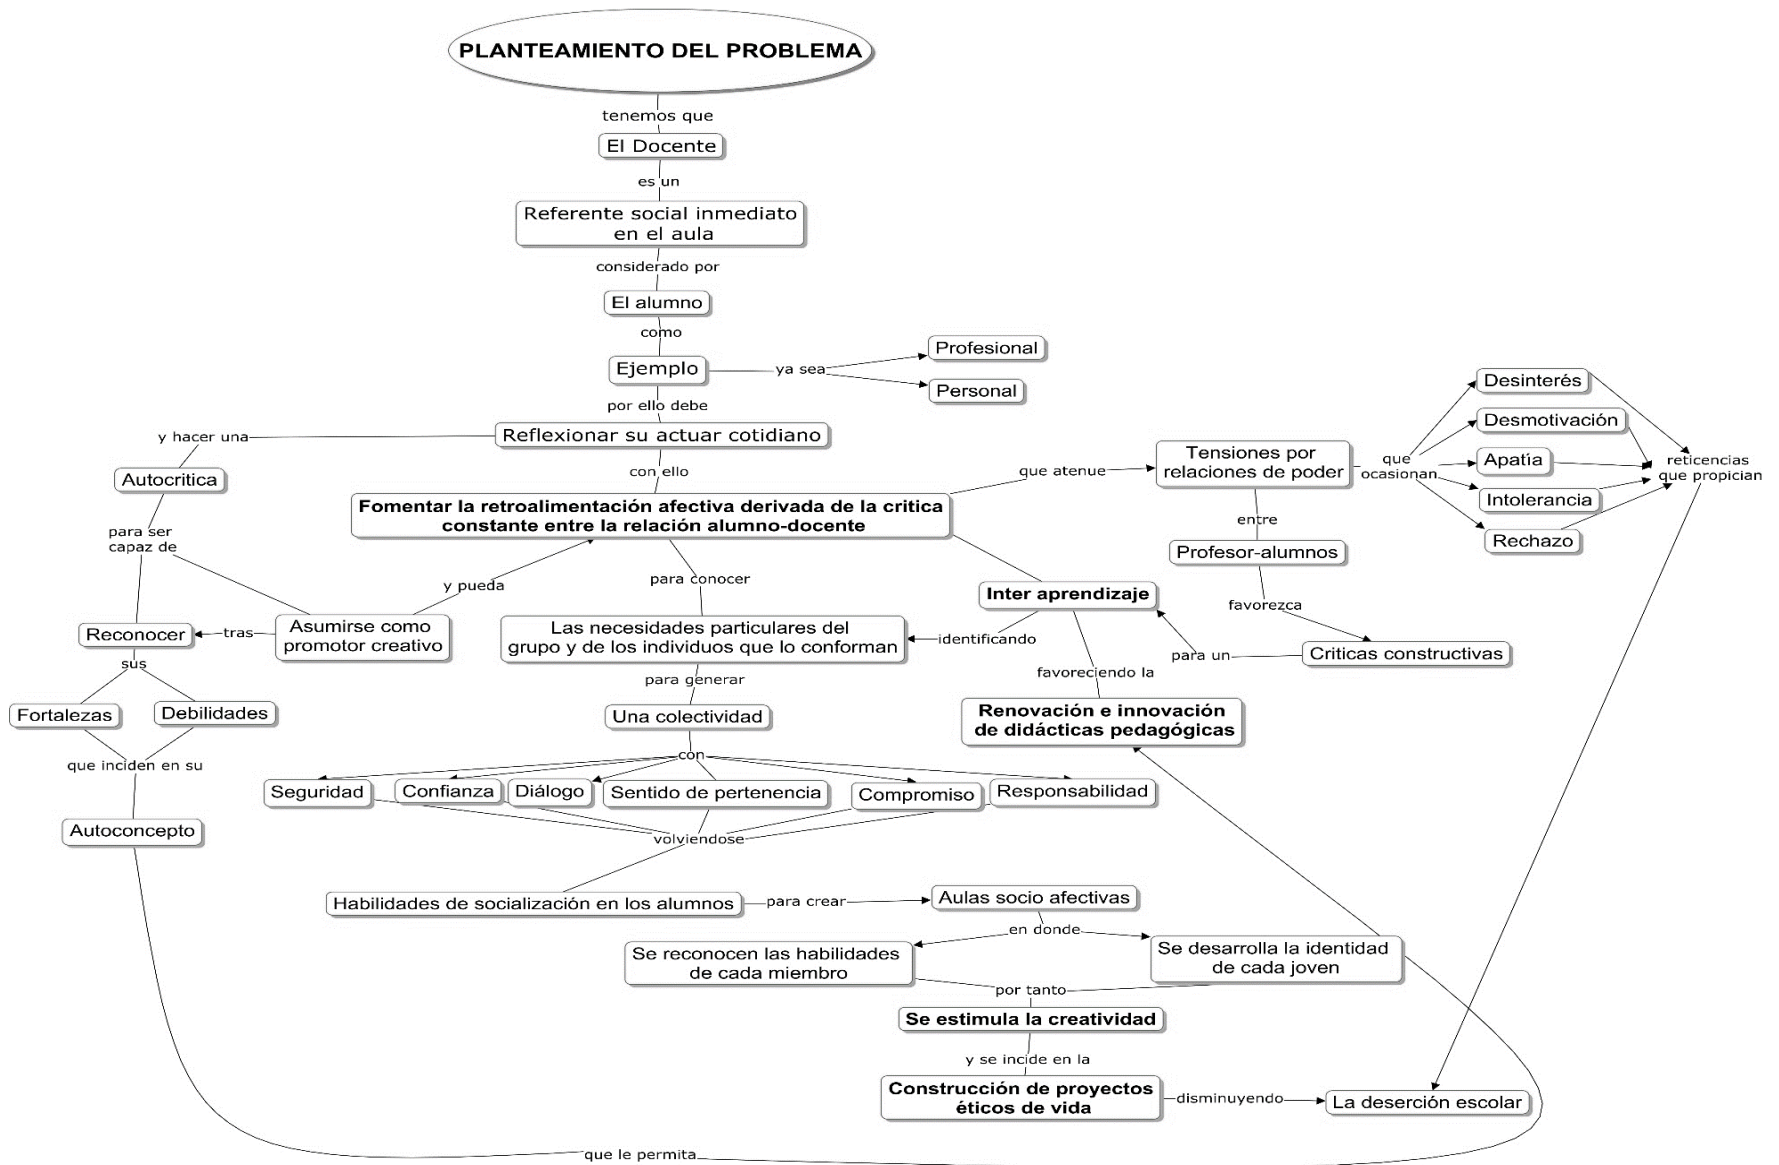 PLANTEAMIENTO DEL PROBLEMA
tenemos que
El Docente
es un
Referente social inmediato
en el aula
considerado por
El alumno
como
Ejemplo
ya sea
Profesional
Personal
por ello debe
Reflexionar su actuar cotidiano
y hacer una
Autocritica
para ser
capaz de
Reconocer
tras
Asumirse como
promotor creativo
y pueda
sus
Fortalezas
Debilidades
que inciden en su
Autoconcepto
que le permita
con ello
Fomentar la retroalimentación afectiva derivada de la critica
constante entre la relación alumno-docente
que atenue
Tensiones por
relaciones de poder
que
ocasionan
Desinterés
Desmotivación
Apatía
Intolerancia
Rechazo
reticencias
que propician
entre
Profesor-alumnos
favorezca
Criticas constructivas
para un
Inter aprendizaje
identificando
favoreciendo la
Renovación e innovación
de didácticas pedagógicas
para conocer
Las necesidades particulares del
grupo y de los individuos que lo conforman
para generar
Una colectividad
con
Seguridad
Confianza
Diálogo
Sentido de pertenencia
Compromiso
Responsabilidad
volviendose
Habilidades de socialización en los alumnos
para crear
Aulas socio afectivas
en donde
Se reconocen las habilidades
de cada miembro
Se desarrolla la identidad
de cada joven
por tanto
Se estimula la creatividad
y se incide en la
Construcción de proyectos
éticos de vida
disminuyendo
La deserción escolar